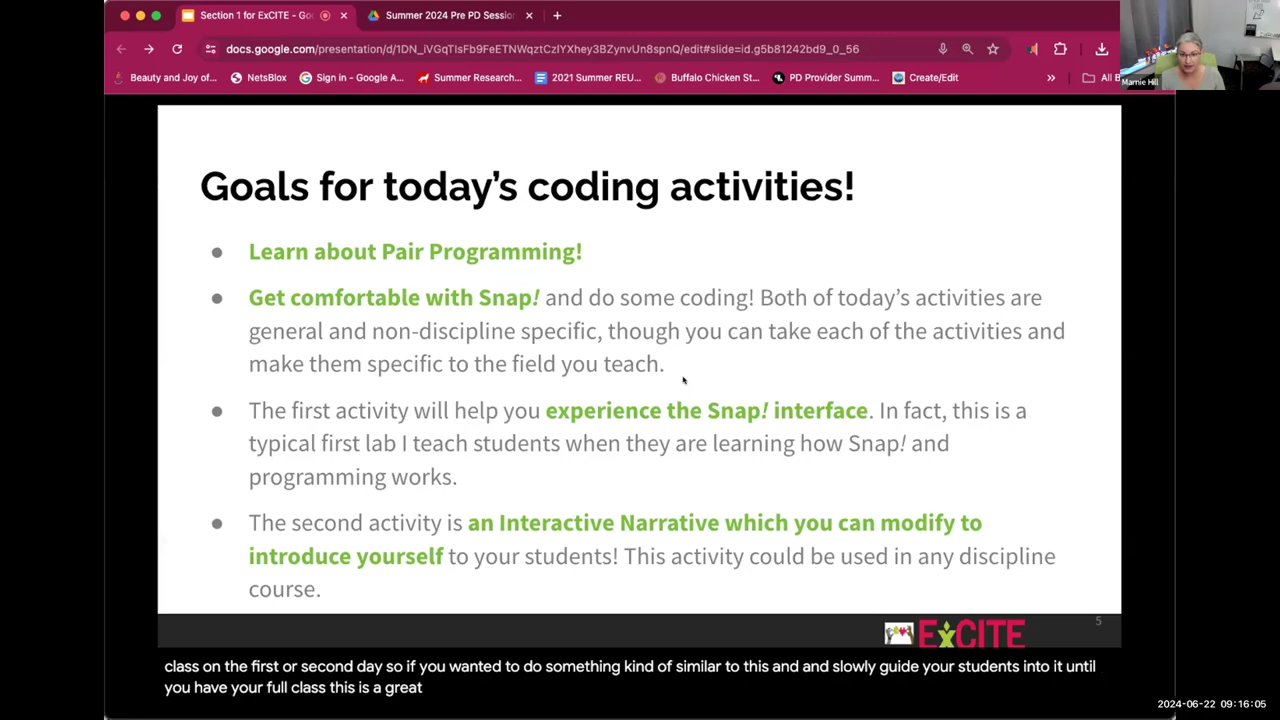 Section 1 for ExCITE - Goo
Summer 2024 Pre PD Session
docs.google.com/presentation/d/1DN_iVGqTIsFb9FeETNWqztCzIYXhey3BZynvUn8spnQ/edit#slide=id.g5b81242bd9_0_56
Beauty and Joy of...
NetsBlox
Sign in - Google A...
Summer Research...
2021 Summer REU...
Buffalo Chicken St...
PD Provider Summ...
Create/Edit
All B
Marnie Hill
Goals for today's coding activities!
● Learn about Pair Programming!
● Get comfortable with Snap! and do some coding! Both of today's activities are
general and non-discipline specific, though you can take each of the activities and
make them specific to the field you teach.
● The first activity will help you experience the Snap! interface. In fact, this is a
typical first lab I teach students when they are learning how Snap! and
programming works.
● The second activity is an Interactive Narrative which you can modify to
introduce yourself to your students! This activity could be used in any discipline
course.
ExCITE
5
class on the first or second day so if you wanted to do something kind of similar to this and and slowly guide your students into it until
you have your full class this is a great
2024-06-22 09:16:05